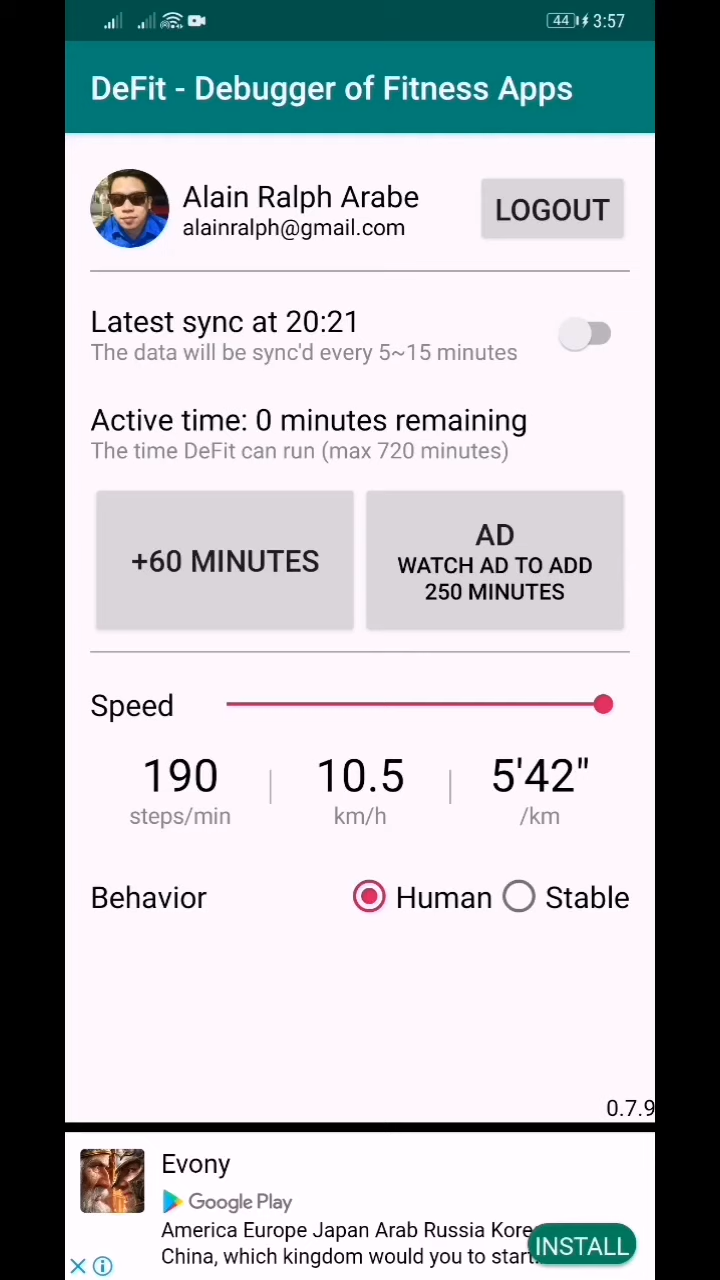 44 3:57
DeFit - Debugger of Fitness Apps
Alain Ralph Arabe
alainralph@gmail.com
LOGOUT
Latest sync at 20:21
The data will be sync'd every 5~15 minutes
Active time: 0 minutes remaining
The time DeFit can run (max 720 minutes)
+60 MINUTES
AD
WATCH AD TO ADD
250 MINUTES
Speed
190 10.5 5'42"
steps/min km/h /km
Behavior Human Stable
0.7.9
Evony
Google Play
America Europe Japan Arab Russia Kore
China, which kingdom would you to start.
INSTALL